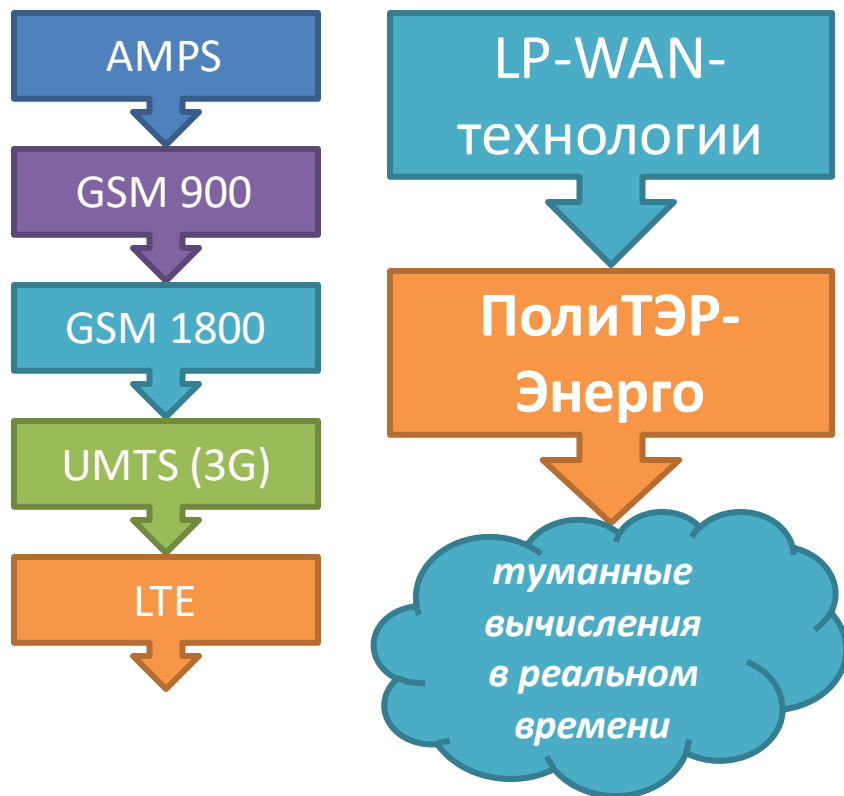 AMPS
GSM 900
GSM 1800
UMTS (3G)
LTE
LP-WAN-
технологии
ПолиТЭР-
Энерго
туманные
вычисления
в реальном
времени